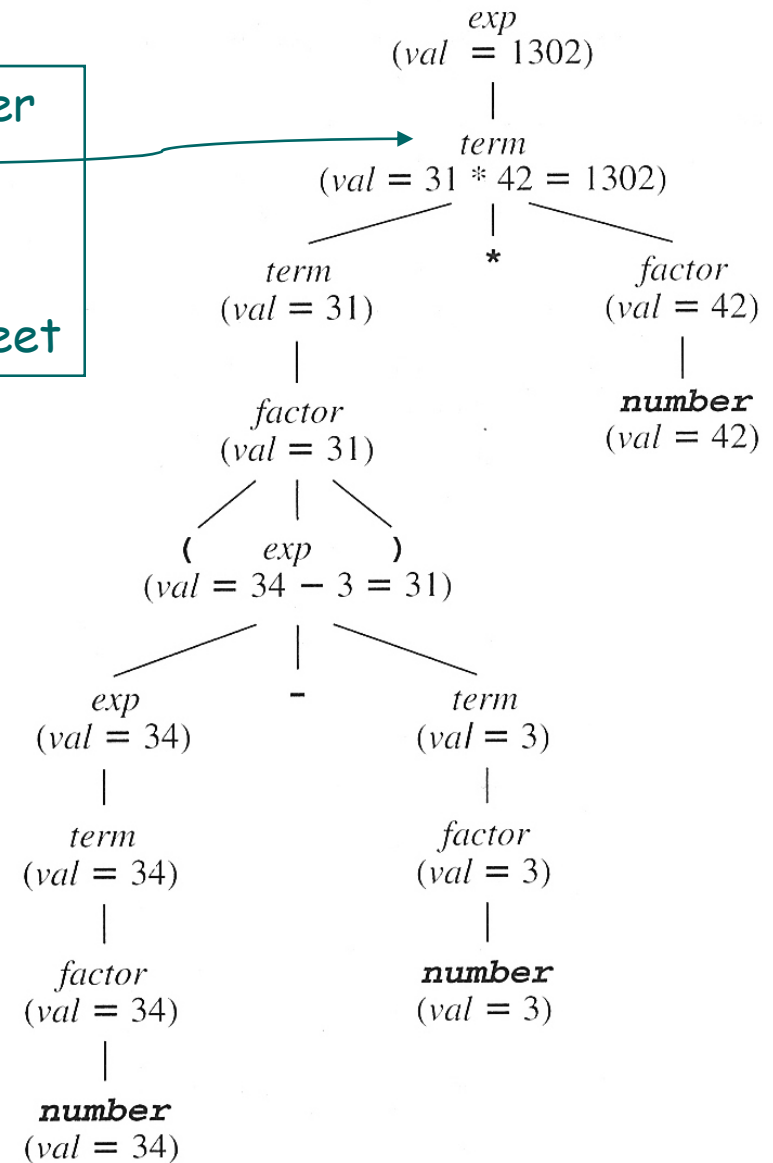 er
eet
exp
(val = 1302)
term
(val = 31 * 42 = 1302)
term * factor
(val = 31) (val = 42)
factor number
(val = 31) (val = 42)
( exp )
(val = 34 − 3 = 31)
exp - term
(val = 34) (val = 3)
term factor
(val = 34) (val = 3)
factor number
(val = 34) (val = 3)
number
(val = 34)